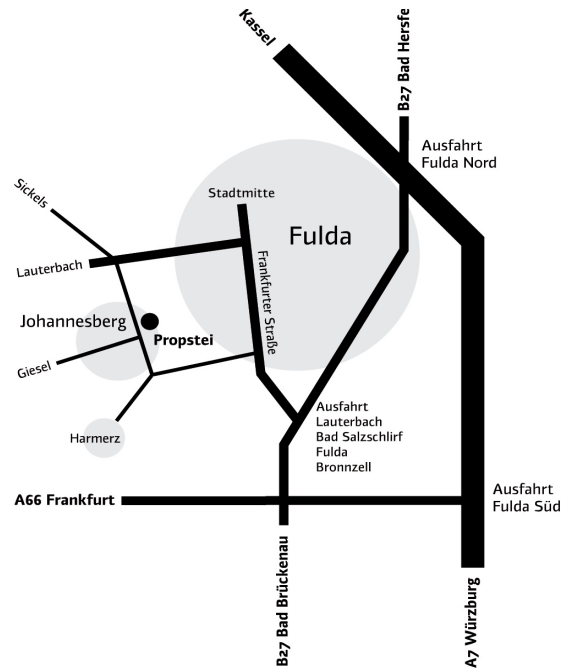 Kassel
B27 Bad Hersfe
Ausfahrt
Fulda Nord
Sickels
Stadtmitte
Fulda
Lauterbach
Frankfurter Straße
Johannesberg
Propstei
Giesel
Harmerz
Ausfahrt
Lauterbach
Bad Salzschlirf
Fulda
Bronnzell
A66 Frankfurt
Ausfahrt
Fulda Süd
B27 Bad Brückenau
A7 Würzburg